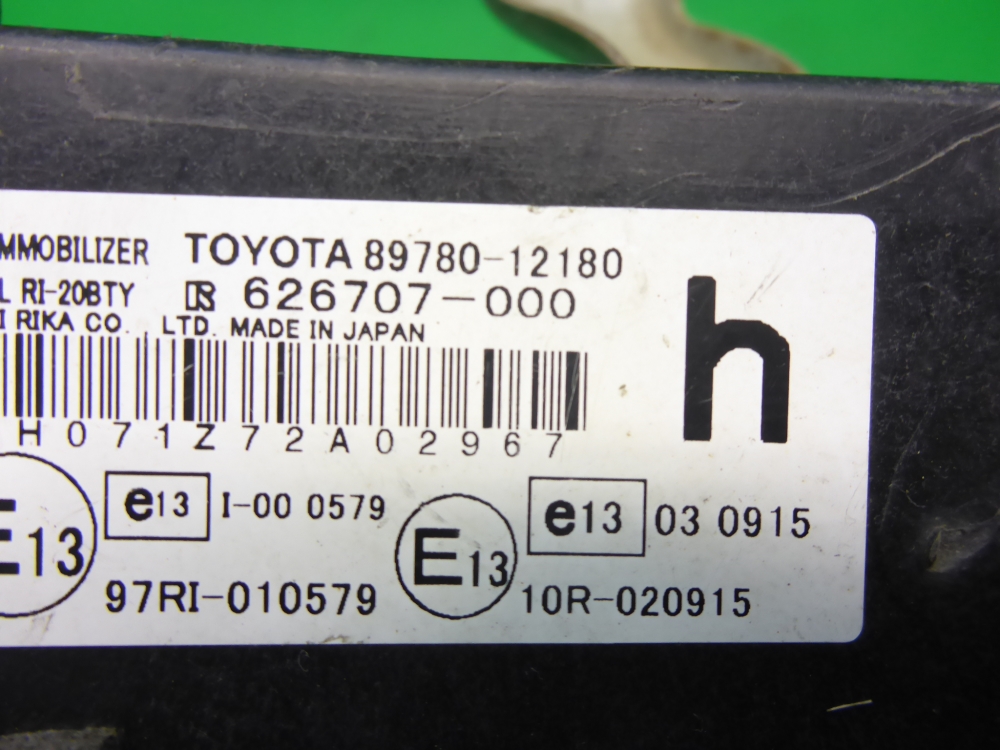 MMOBILIZER TOYOTA 89780-12180
L RI-20BTY 626707-000
I RIKA CO., LTD. MADE IN JAPAN
h
H071Z72A02967
E13 e13 I-00 0579 E13 e13 03 0915
97RI-010579 10R-020915